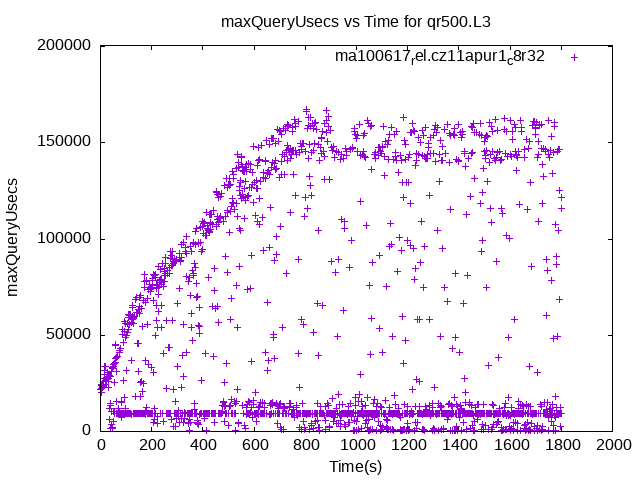 maxQueryUsecs vs Time for qr500.L3
200000
ma100617rel.cz11apur1c8r32
150000
maxQueryUsecs
100000
50000
0
0 200 400 600 800 1000 1200 1400 1600 1800 2000
Time(s)